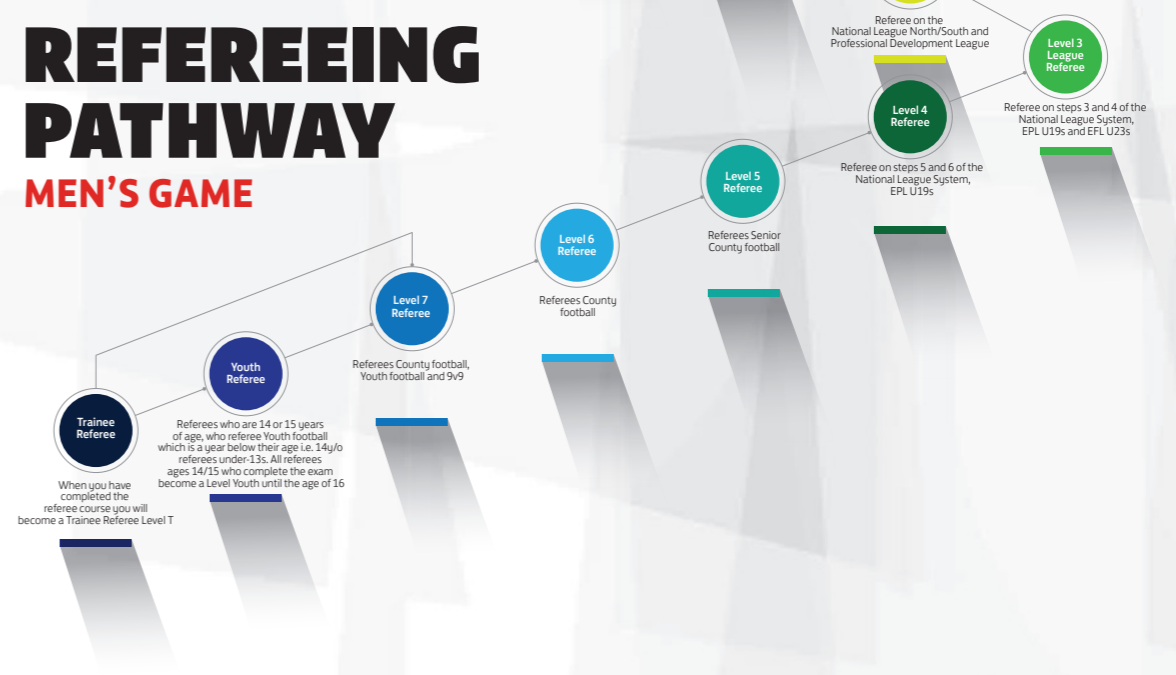 REFEREEING
PATHWAY
MEN'S GAME
Trainee
Referee
When you have
completed the
referee course you will
become a Trainee Referee Level T
Youth
Referee
Referees who are 14 or 15 years
of age, who referee Youth football
which is a year below their age i.e. 14y/o
referees under-13s. All referees
ages 14/15 who complete the exam
become a Level Youth until the age of 16
Level 7
Referee
Referees County football,
Youth football and 9v9
Level 6
Referee
Referees County
football
Level 5
Referee
Referees Senior
County football
Level 4
Referee
Referee on steps 5 and 6 of the
National League System,
EPL U19s
Level 3
League
Referee
Referee on steps 3 and 4 of the
National League System,
EPL U19s and EFL U23s
Referee on the
National League North/South and
Professional Development League